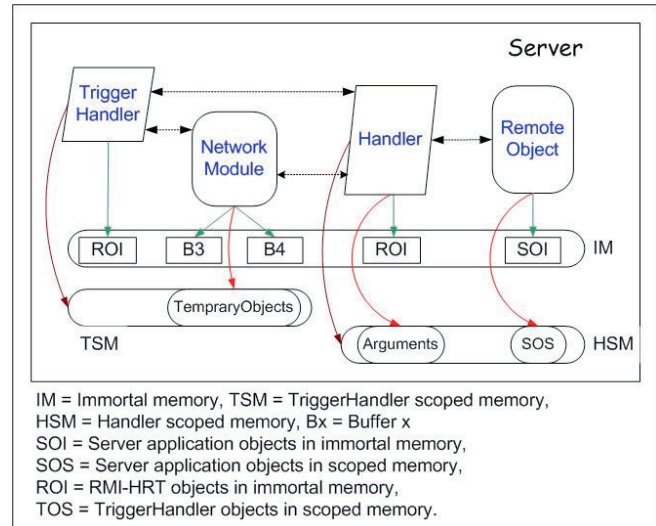 Server
Trigger
Handler
Network
Module
Handler
Remote
Object
ROI
B3
B4
ROI
SOI
IM
TempraryObjects
TSM
Arguments
SOS
HSM
IM = Immortal memory, TSM = TriggerHandler scoped memory,
HSM = Handler scoped memory, Bx = Buffer x
SOI = Server application objects in immortal memory,
SOS = Server application objects in scoped memory,
ROI = RMI-HRT objects in immortal memory,
TOS = TriggerHandler objects in scoped memory.